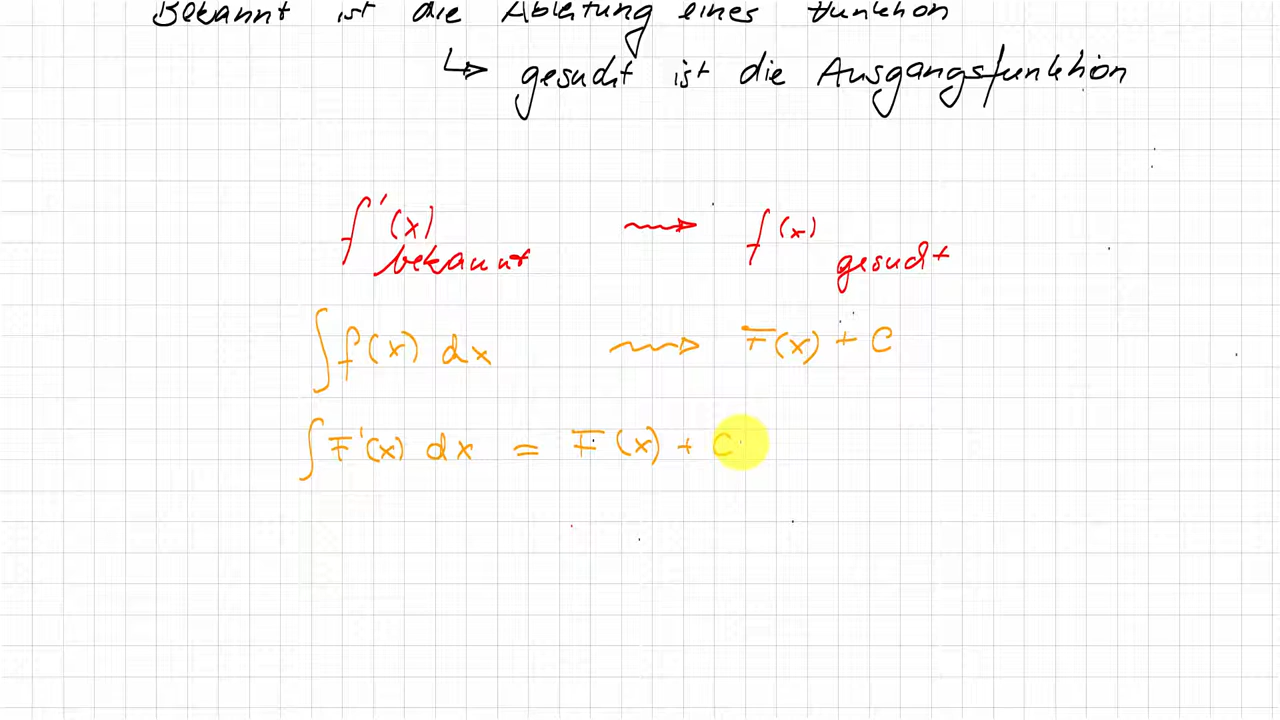 Bekannt ist die Ableitung eines Funktion
↳ gesucht ist die Ausgangsfunktion
f'(x) bekannt ⇝ f(x) gesucht
∫f(x) dx ⇝ F(x) + C
∫F'(x) dx = F(x) + C